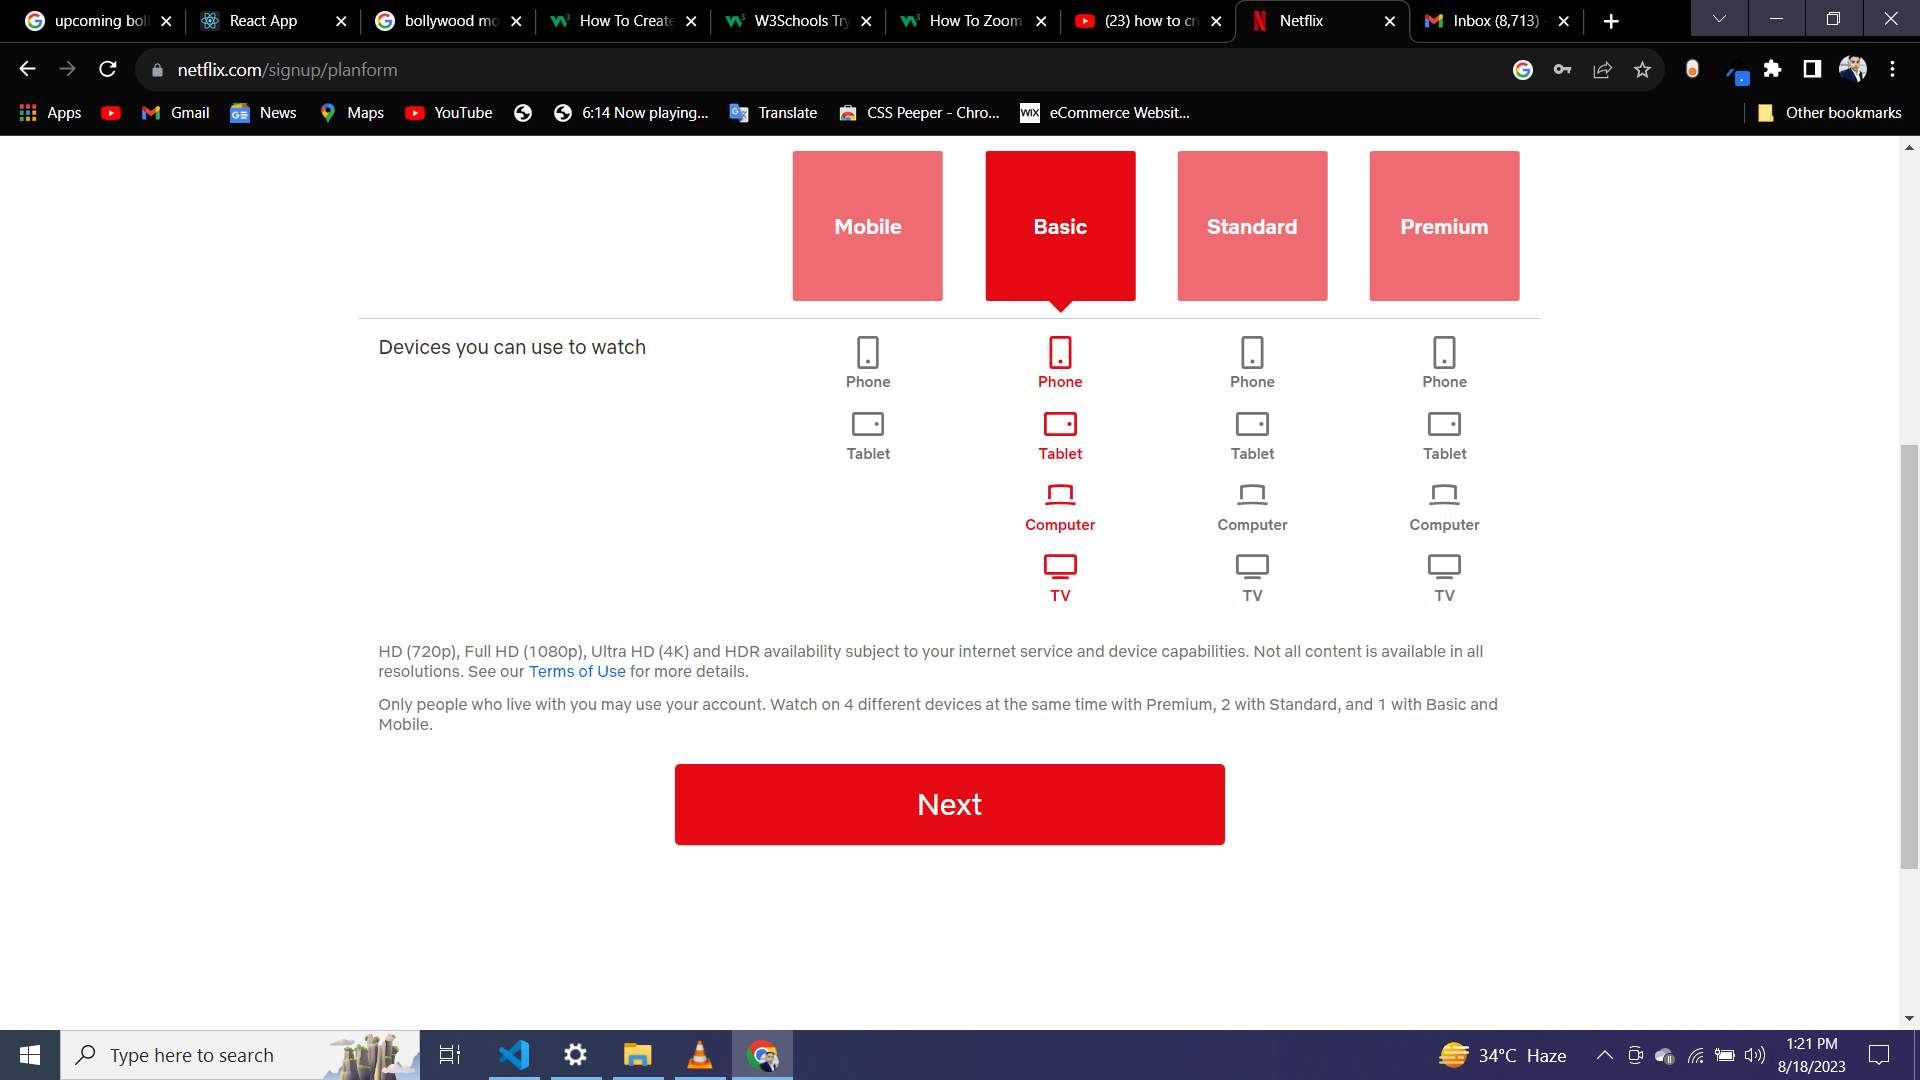 upcoming boll
React App
bollywood mo
How To Create
W3Schools Try
How To Zoom
(23) how to cre
Netflix
Inbox (8,713)
netflix.com/signup/planform
Apps
Gmail
News
Maps
YouTube
6:14 Now playing...
Translate
CSS Peeper - Chro...
WIX
eCommerce Websit...
Other bookmarks
Mobile
Basic
Standard
Premium
Devices you can use to watch
Phone
Phone
Phone
Phone
Tablet
Tablet
Tablet
Tablet
Computer
Computer
Computer
TV
TV
TV
HD (720p), Full HD (1080p), Ultra HD (4K) and HDR availability subject to your internet service and device capabilities. Not all content is available in all
resolutions. See our Terms of Use for more details.
Only people who live with you may use your account. Watch on 4 different devices at the same time with Premium, 2 with Standard, and 1 with Basic and
Mobile.
Next
Type here to search
34°C Haze
1:21 PM
8/18/2023